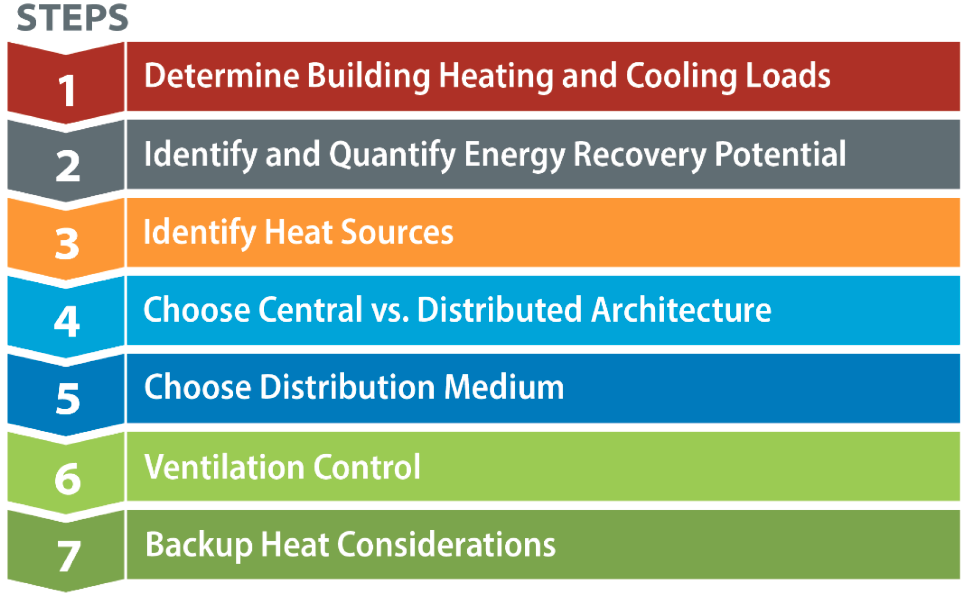 STEPS
1 Determine Building Heating and Cooling Loads
2 Identify and Quantify Energy Recovery Potential
3 Identify Heat Sources
4 Choose Central vs. Distributed Architecture
5 Choose Distribution Medium
6 Ventilation Control
7 Backup Heat Considerations